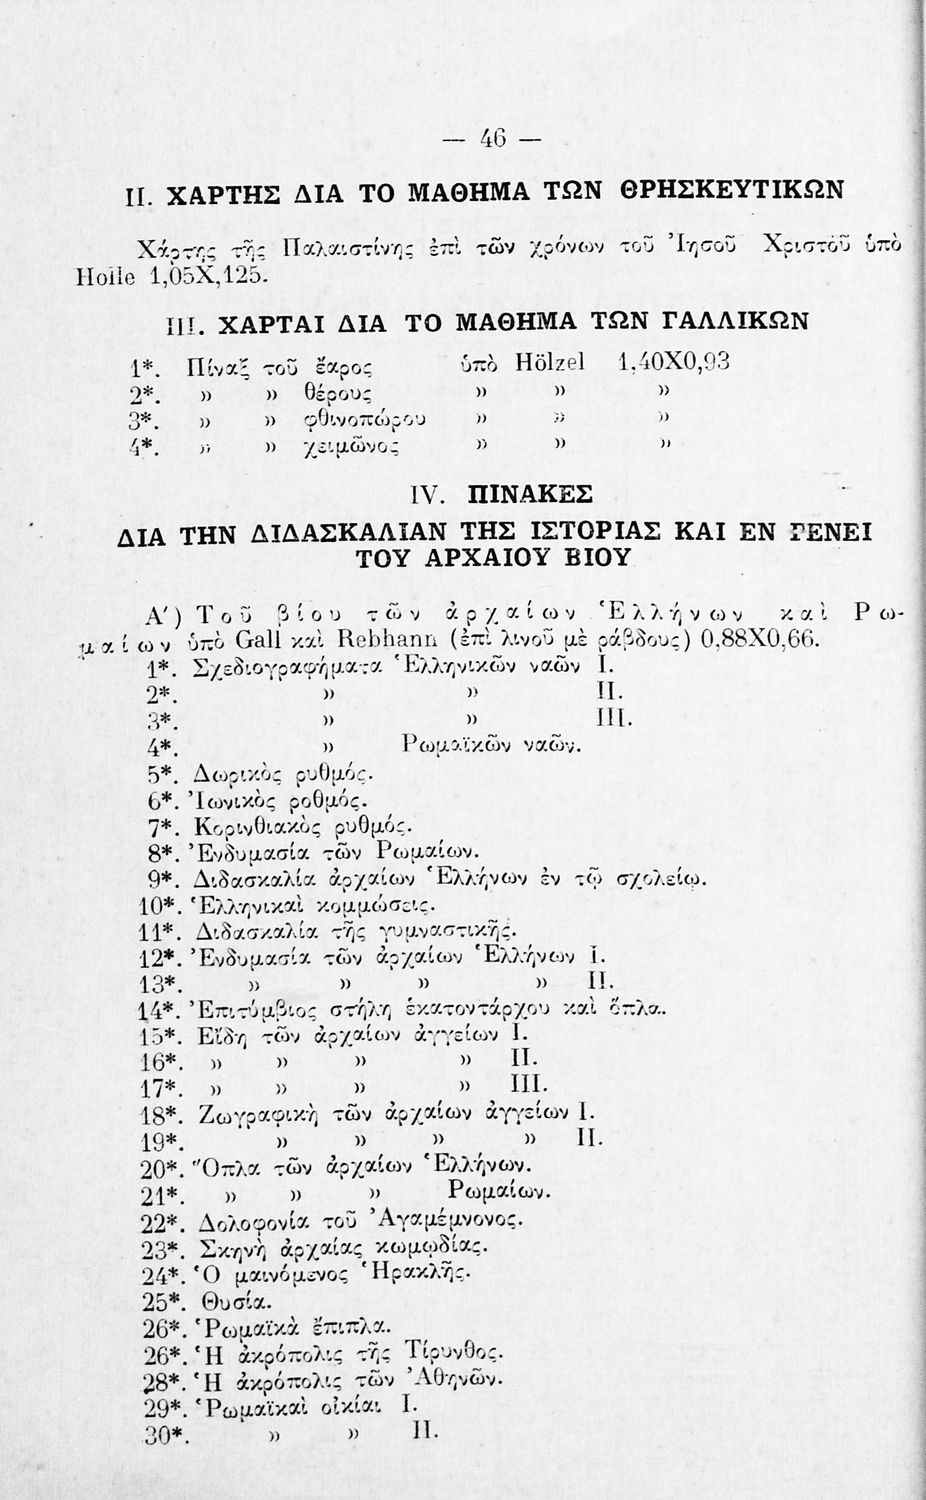 — 46 —
II. ΧΑΡΤΗΣ ΔΙΑ ΤΟ ΜΑΘΗΜΑ ΤΩΝ ΘΡΗΣΚΕΥΤΙΚΩΝ
Χάρτης τῆς Παλαιστίνης ἐπὶ τῶν χρόνων τοῦ Ἰησοῦ Χριστοῦ ὑπὸ
Holle 1,05X,125.
III. ΧΑΡΤΑΙ ΔΙΑ ΤΟ ΜΑΘΗΜΑ ΤΩΝ ΓΑΛΛΙΚΩΝ
1*. Πίναξ τοῦ ἔαρος ὑπὸ Hölzel 1,40X0,93
2*. » » θέρους » » »
3*. » » φθινοπώρου » » »
4*. » » χειμῶνος » » »
IV. ΠΙΝΑΚΕΣ
ΔΙΑ ΤΗΝ ΔΙΔΑΣΚΑΛΙΑΝ ΤΗΣ ΙΣΤΟΡΙΑΣ ΚΑΙ ΕΝ ΓΕΝΕΙ
ΤΟΥ ΑΡΧΑΙΟΥ ΒΙΟΥ
Α') Τοῦ βίου τῶν ἀρχαίων Ἑλλήνων καὶ Ρω-
μαίων ὑπὸ Gall καὶ Rebhann (ἐπὶ λινοῦ μὲ ράβδους) 0,88X0,66.
1*. Σχεδιογραφήματα Ἑλληνικῶν ναῶν I.
2*. » » II.
3*. » » III.
4*. » Ρωμαϊκῶν ναῶν.
5*. Δωρικὸς ρυθμός.
6*. Ἰωνικὸς ροθμός.
7*. Κορινθιακὸς ρυθμός.
8*. Ἐνδυμασία τῶν Ρωμαίων.
9*. Διδασκαλία ἀρχαίων Ἑλλήνων ἐν τῷ σχολείῳ.
10*. Ἑλληνικαὶ κομμώσεις.
11*. Διδασκαλία τῆς γυμναστικῆς.
12*. Ἐνδυμασία τῶν ἀρχαίων Ἑλλήνων I.
13*. » » » » II.
14*. Ἐπιτύμβιος στήλη ἑκατοντάρχου καὶ ὅπλα.
15*. Εἴδη τῶν ἀρχαίων ἀγγείων I.
16*. » » » » II.
17*. » » » » III.
18*. Ζωγραφικὴ τῶν ἀρχαίων ἀγγείων I.
19*. » » » » II.
20*. Ὅπλα τῶν ἀρχαίων Ἑλλήνων.
21*. » » » Ρωμαίων.
22*. Δολοφονία τοῦ Ἀγαμέμνονος.
23*. Σκηνὴ ἀρχαίας κωμῳδίας.
24*. Ὁ μαινόμενος Ἡρακλῆς.
25*. Θυσία.
26*. Ῥωμαϊκὰ ἔπιπλα.
26*. Ἡ ἀκρόπολις τῆς Τίρυνθος.
28*. Ἡ ἀκρόπολις τῶν Ἀθηνῶν.
29*. Ῥωμαϊκαὶ οἰκίαι I.
30*. » » II.